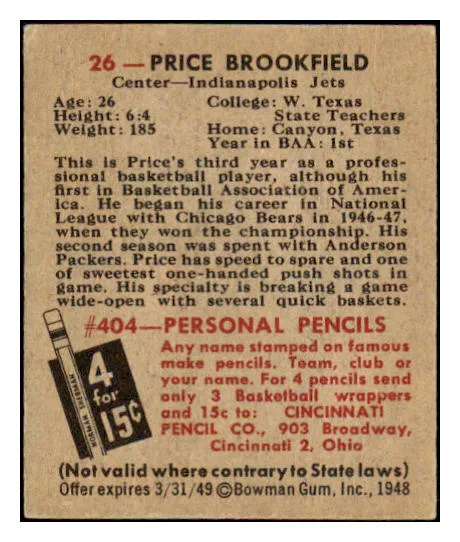 26 — PRICE BROOKFIELD
Center—Indianapolis Jets
Age: 26 College: W. Texas
Height: 6:4 State Teachers
Weight: 185 Home: Canyon, Texas
Year in BAA: 1st
This is Price's third year as a profes-
sional basketball player, although his
first in Basketball Association of Amer-
ica. He began his career in National
League with Chicago Bears in 1946-47,
when they won the championship. His
second season was spent with Anderson
Packers. Price has speed to spare and one
of sweetest one-handed push shots in
game. His specialty is breaking a game
wide-open with several quick baskets.
#404—PERSONAL PENCILS
Any name stamped on famous
make pencils. Team, club or
your name. For 4 pencils send
only 3 Basketball wrappers
and 15c to: CINCINNATI
PENCIL CO., 903 Broadway,
Cincinnati 2, Ohio
NORMAN SHERMAN
4
for
15¢
(Not valid where contrary to State laws)
Offer expires 3/31/49 ©Bowman Gum, Inc., 1948